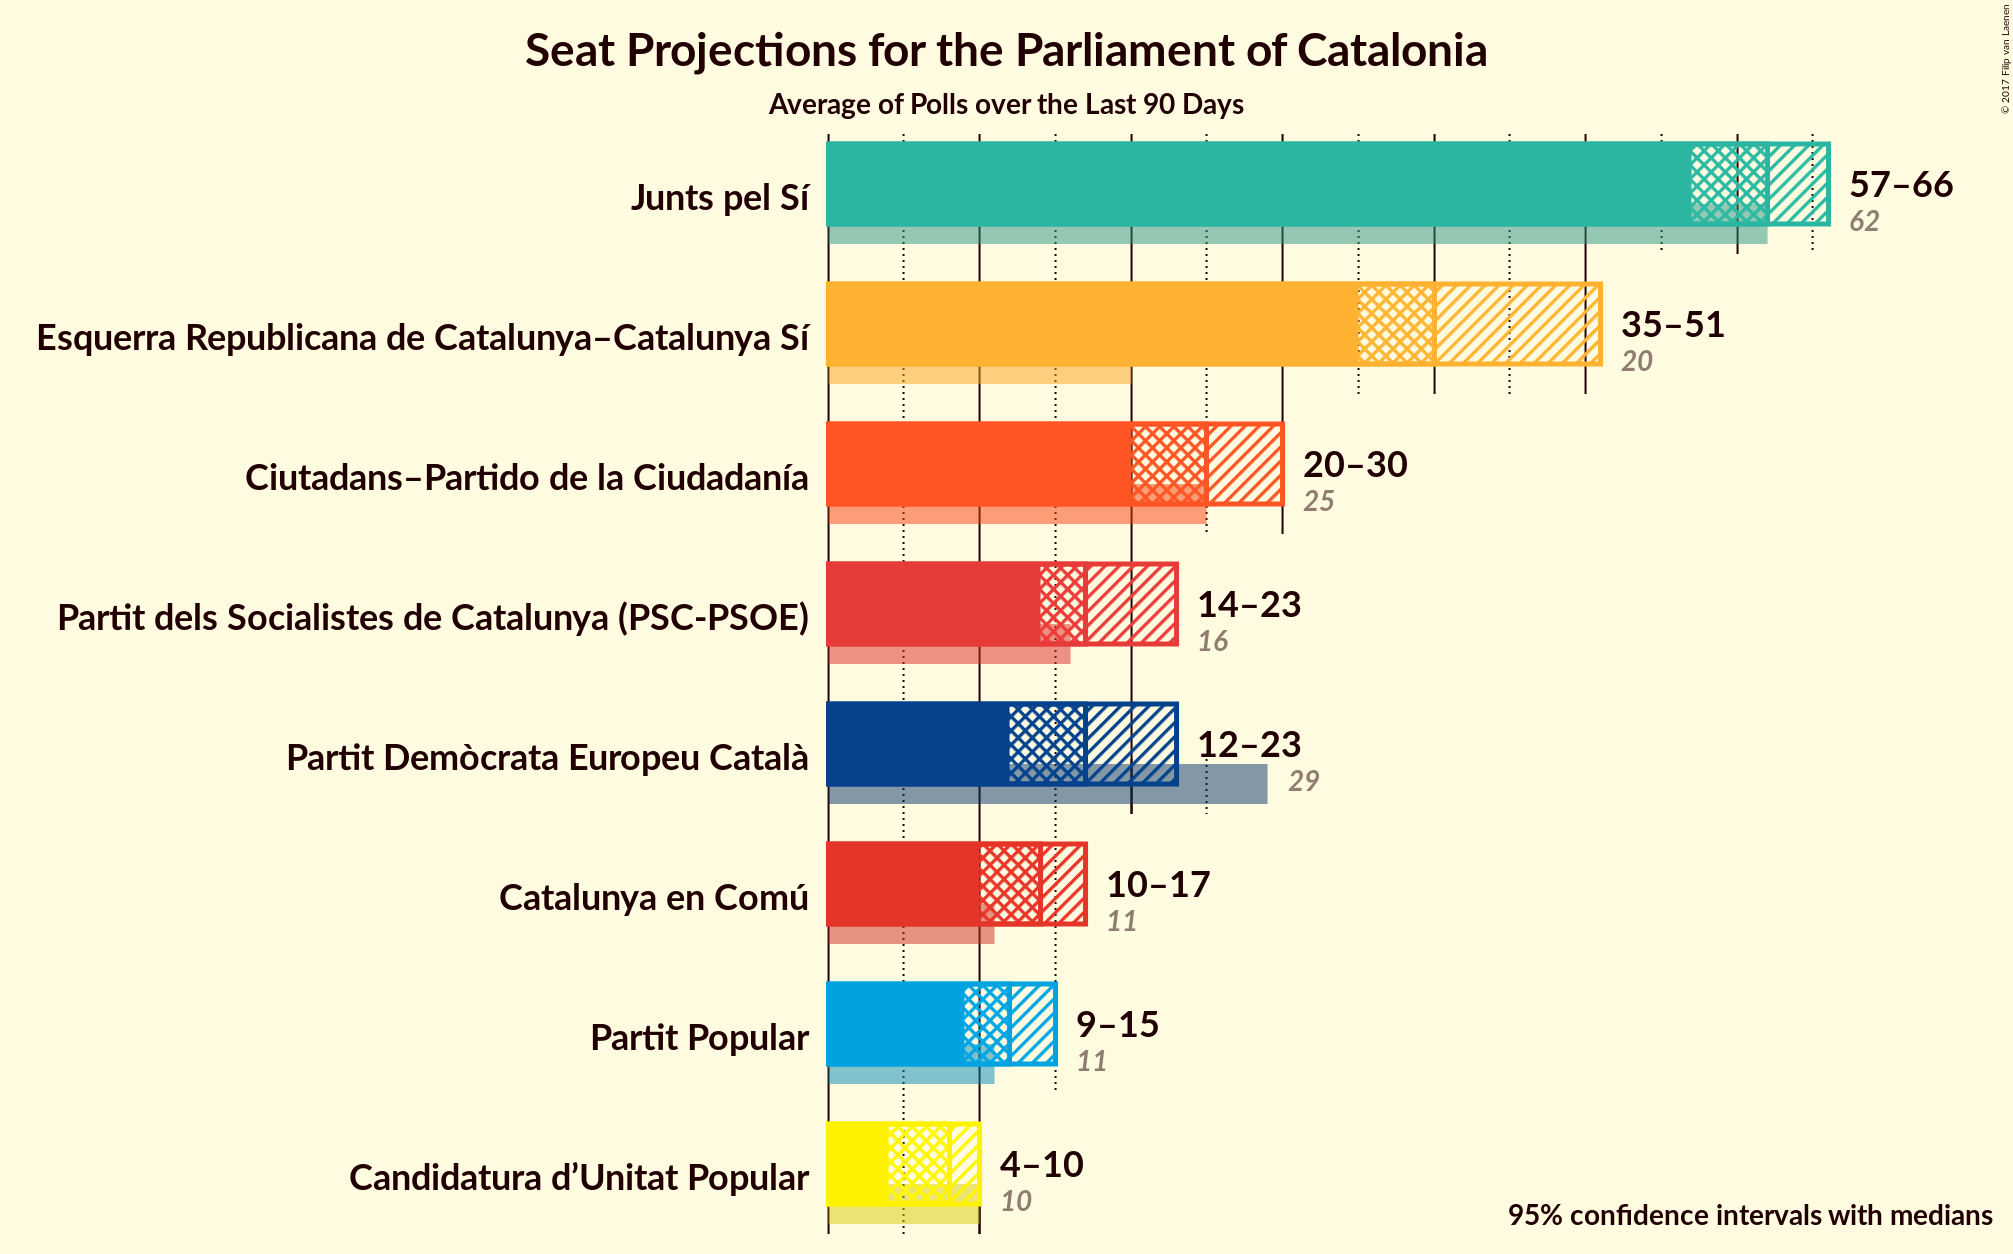 Seat Projections for the Parliament of Catalonia
Average of Polls over the Last 90 Days
© 2017 Filip van Laenen
Junts pel Sí
57–66
62
Esquerra Republicana de Catalunya–Catalunya Sí
35–51
20
Ciutadans–Partido de la Ciudadanía
20–30
25
Partit dels Socialistes de Catalunya (PSC-PSOE)
14–23
16
Partit Demòcrata Europeu Català
12–23
29
Catalunya en Comú
10–17
11
Partit Popular
9–15
11
Candidatura d’Unitat Popular
4–10
10
95% confidence intervals with medians